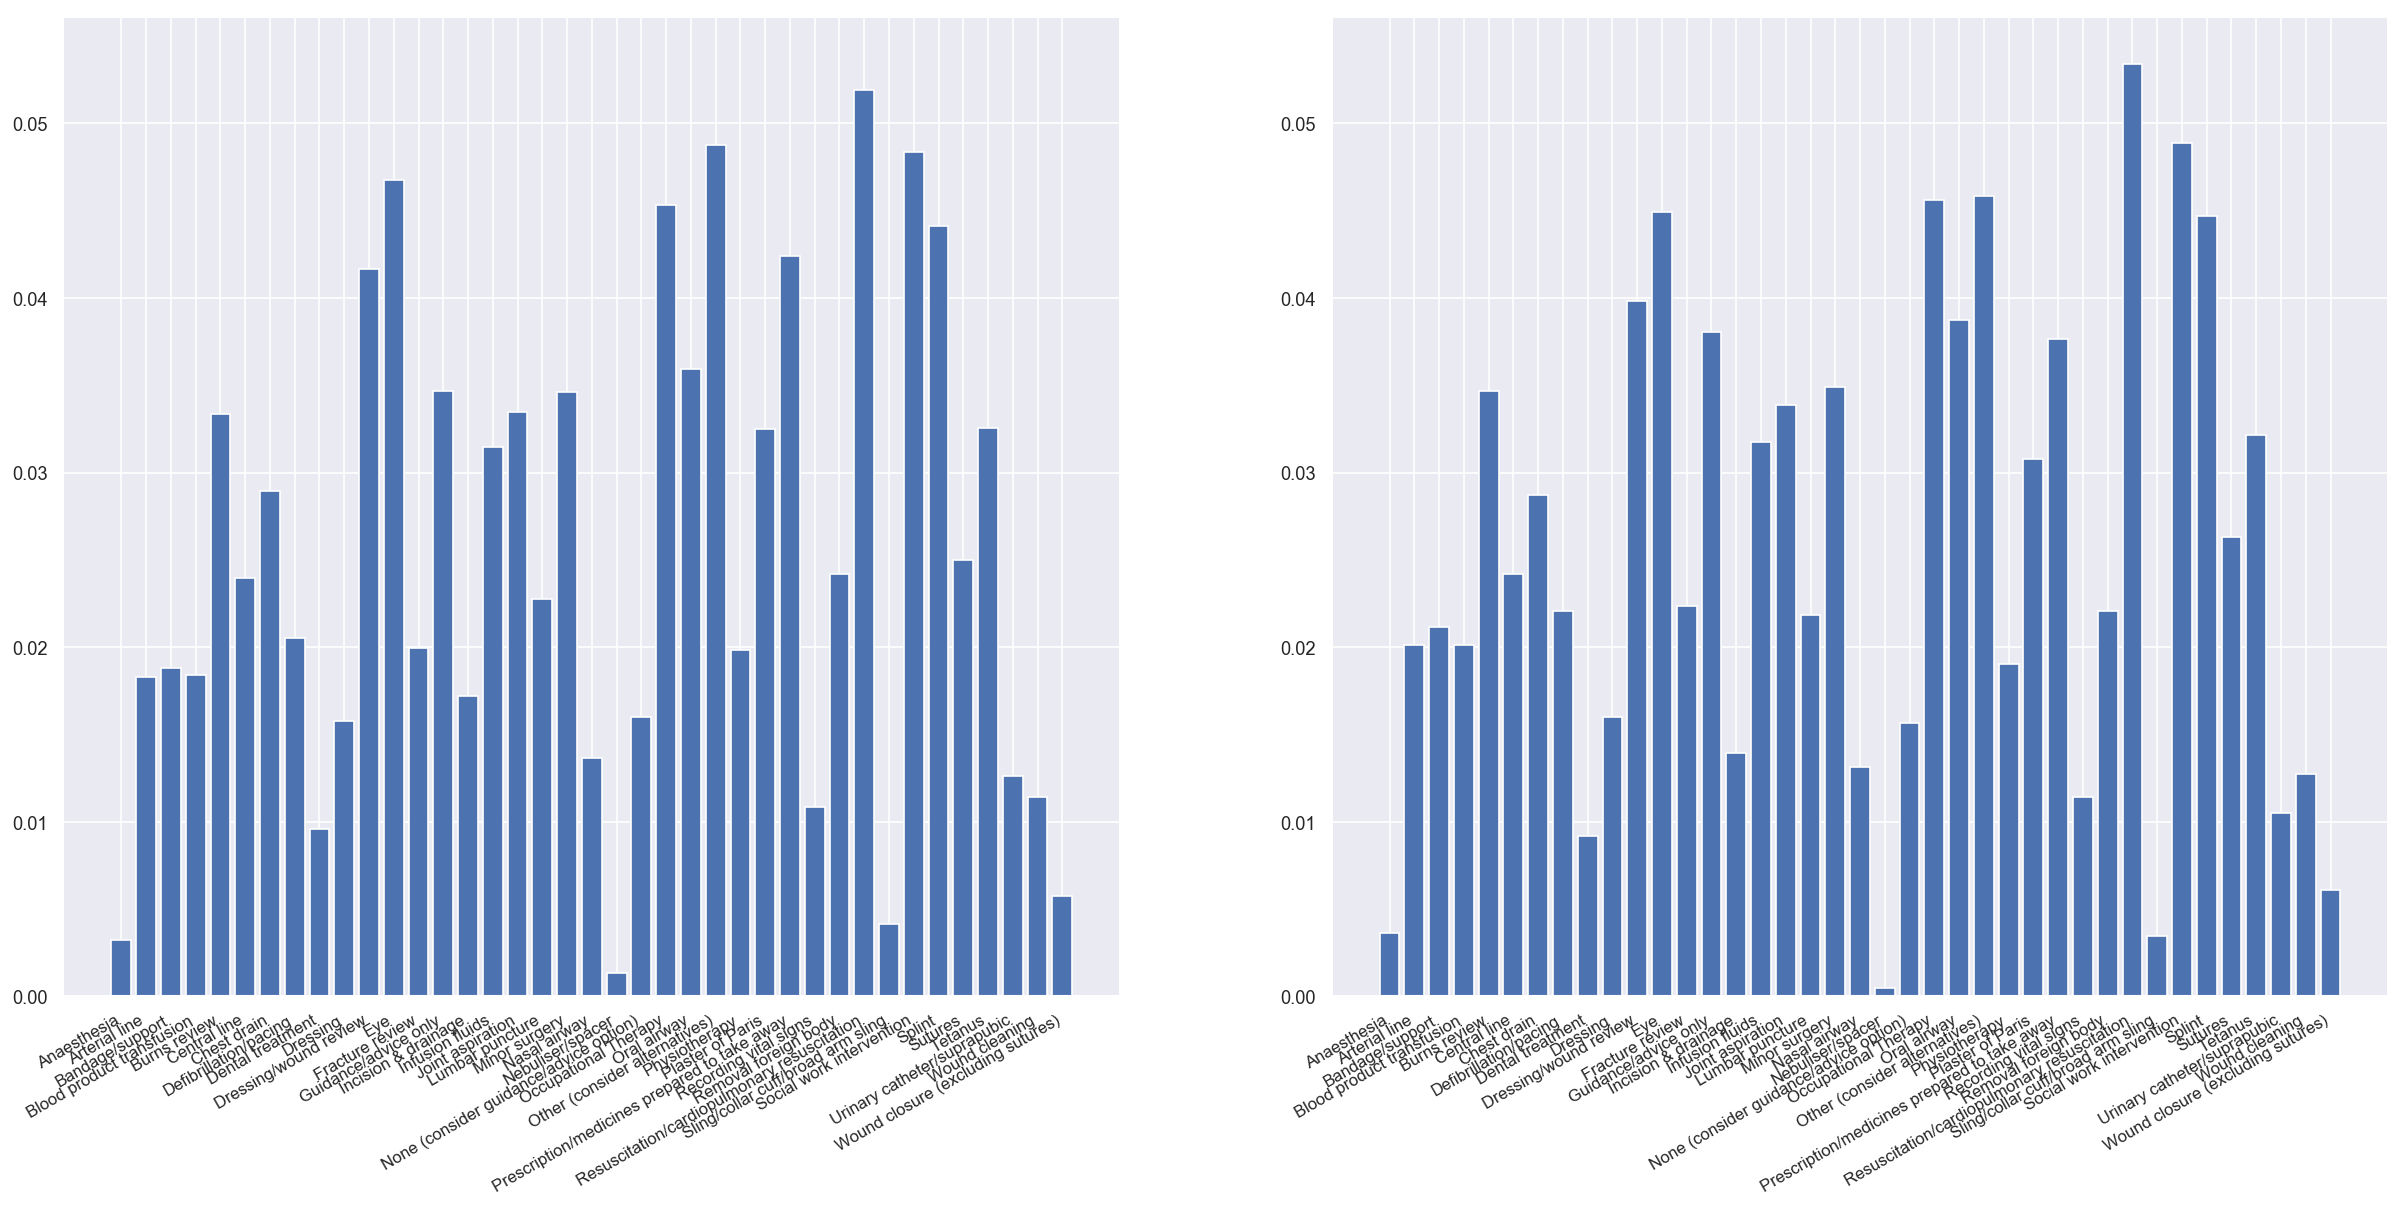 0.05
0.04
0.03
0.02
0.01
0.00
Anaesthesia
Arterial line
Bandage/support
Blood product transfusion
Burns review
Central line
Chest drain
Defibrillation/pacing
Dental treatment
Dressing
Dressing/wound review
Eye
Fracture review
Guidance/advice only
Incision & drainage
Infusion fluids
Joint aspiration
Lumbar puncture
Minor surgery
Nasal airway
Nebuliser/spacer
None (consider guidance/advice option)
Occupational Therapy
Oral airway
Other (consider alternatives)
Physiotherapy
Plaster of Paris
Prescription/medicines prepared to take away
Recording vital signs
Removal foreign body
Resuscitation/cardiopulmonary resuscitation
Sling/collar cuff/broad arm sling
Social work intervention
Splint
Sutures
Tetanus
Urinary catheter/suprapubic
Wound cleaning
Wound closure (excluding sutures)
0.05
0.04
0.03
0.02
0.01
0.00
Anaesthesia
Arterial line
Bandage/support
Blood product transfusion
Burns review
Central line
Chest drain
Defibrillation/pacing
Dental treatment
Dressing
Dressing/wound review
Eye
Fracture review
Guidance/advice only
Incision & drainage
Infusion fluids
Joint aspiration
Lumbar puncture
Minor surgery
Nasal airway
Nebuliser/spacer
None (consider guidance/advice option)
Occupational Therapy
Oral airway
Other (consider alternatives)
Physiotherapy
Plaster of Paris
Prescription/medicines prepared to take away
Recording vital signs
Removal foreign body
Resuscitation/cardiopulmonary resuscitation
Sling/collar cuff/broad arm sling
Social work intervention
Splint
Sutures
Tetanus
Urinary catheter/suprapubic
Wound cleaning
Wound closure (excluding sutures)